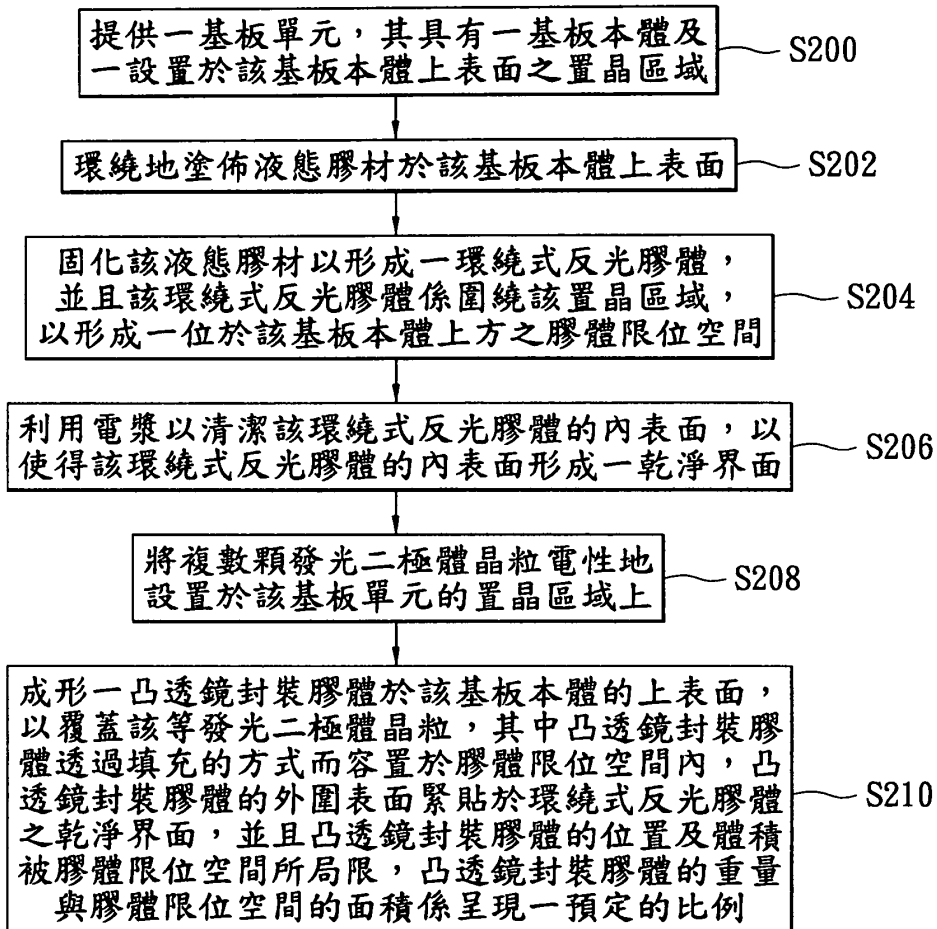 提供一基板單元，其具有一基板本體及
一設置於該基板本體上表面之置晶區域
S200
環繞地塗佈液態膠材於該基板本體上表面
S202
固化該液態膠材以形成一環繞式反光膠體，
並且該環繞式反光膠體係圍繞該置晶區域，
以形成一位於該基板本體上方之膠體限位空間
S204
利用電漿以清潔該環繞式反光膠體的內表面，以
使得該環繞式反光膠體的內表面形成一乾淨界面
S206
將複數顆發光二極體晶粒電性地
設置於該基板單元的置晶區域上
S208
成形一凸透鏡封裝膠體於該基板本體的上表面，
以覆蓋該等發光二極體晶粒，其中凸透鏡封裝膠
體透過填充的方式而容置於膠體限位空間內，凸
透鏡封裝膠體的外圍表面緊貼於環繞式反光膠體
之乾淨界面，並且凸透鏡封裝膠體的位置及體積
被膠體限位空間所局限，凸透鏡封裝膠體的重量
與膠體限位空間的面積係呈現一預定的比例
S210